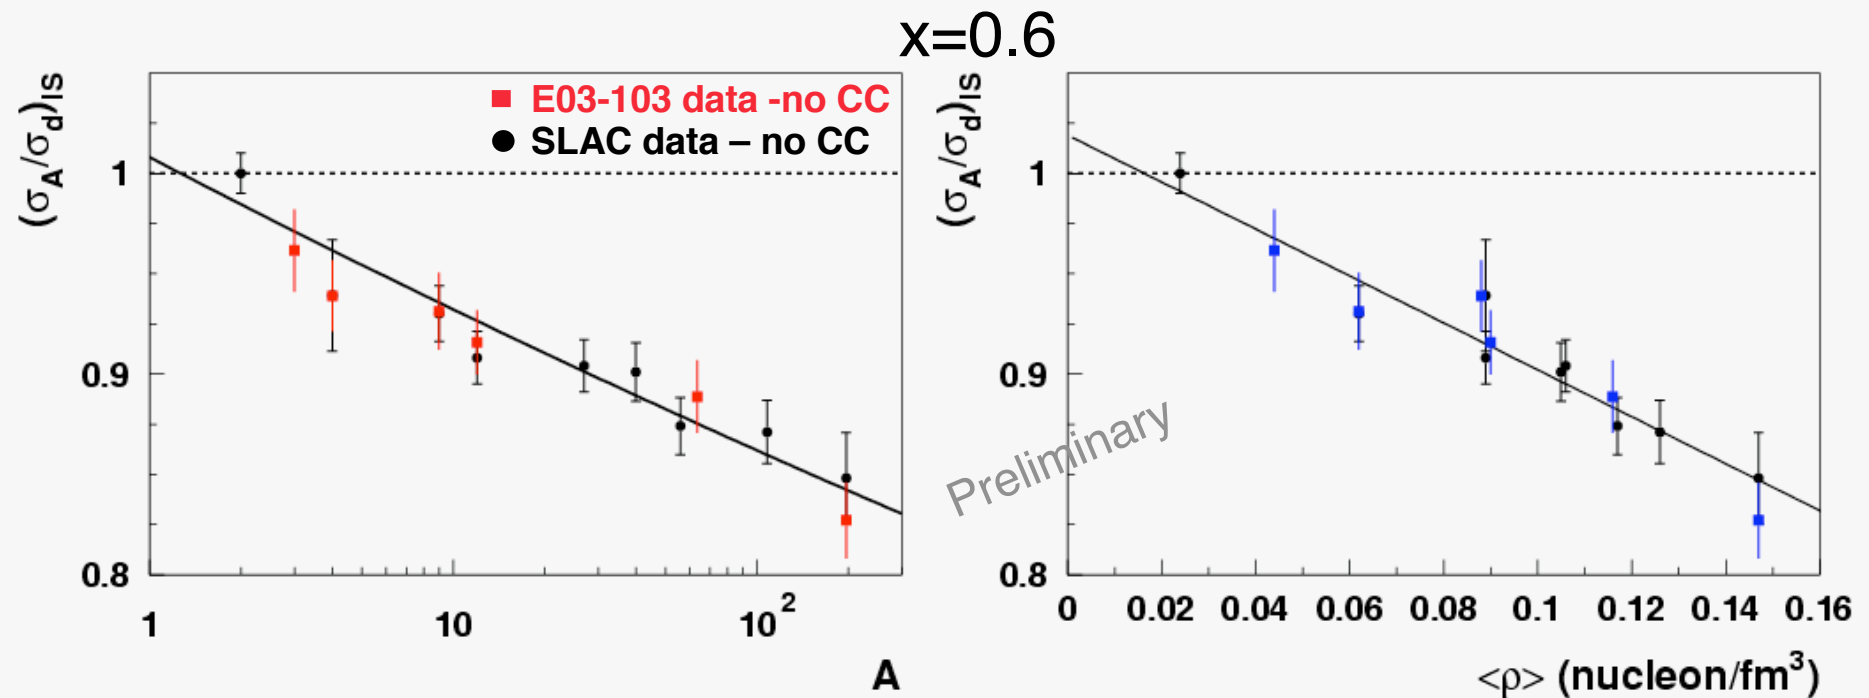 x=0.6
(σA/σd)IS
E03-103 data -no CC
SLAC data – no CC
1
0.9
0.8
1
10
10²
A
(σA/σd)IS
1
0.9
0.8
0
0.02
0.04
0.06
0.08
0.1
0.12
0.14
0.16
<ρ> (nucleon/fm³)
Preliminary